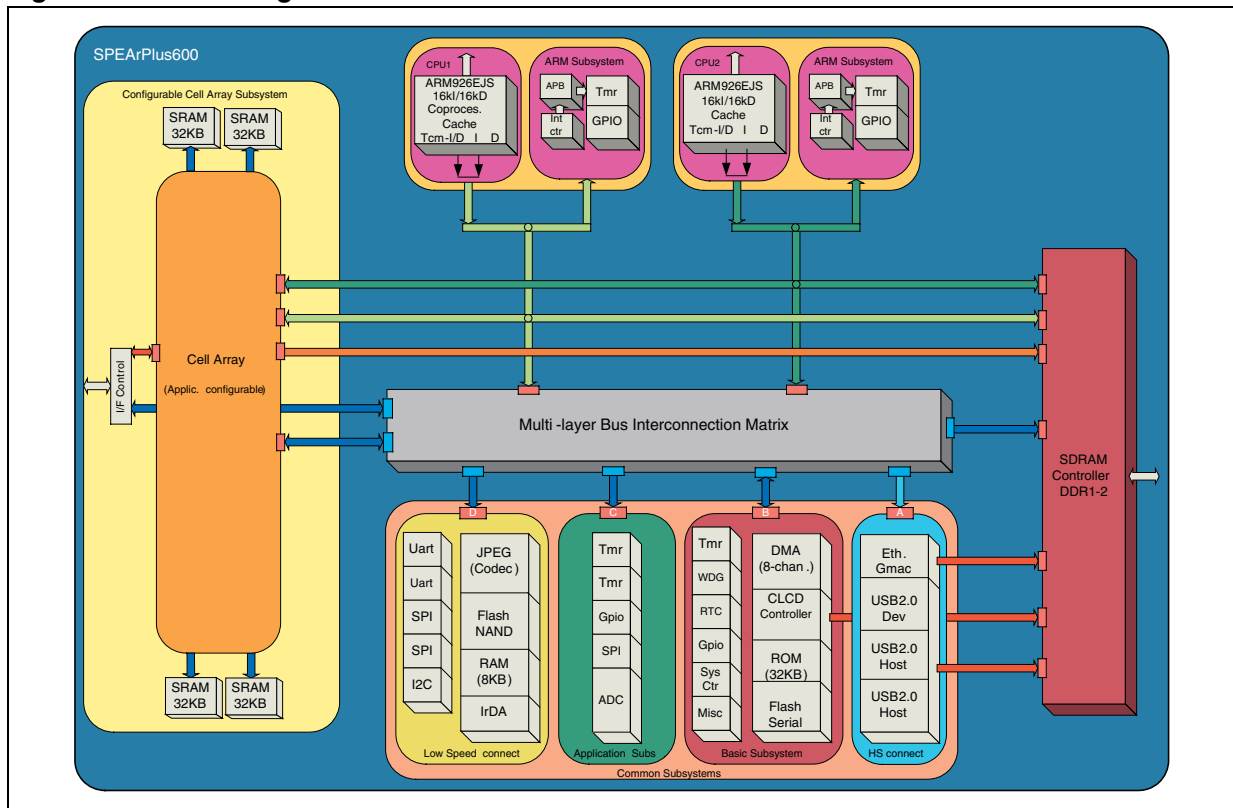 SPEArPlus600
Configurable Cell Array Subsystem
SRAM
32KB
SRAM
32KB
Cell Array
(Applic. configurable)
I/F Control
SRAM
32KB
SRAM
32KB
CPU1
ARM926EJS
16kI/16kD
Coproces.
Cache
Tcm-I/D I D
ARM Subsystem
APB
Tmr
Int
ctr
GPIO
CPU2
ARM926EJS
16kI/16kD
Cache
Tcm-I/D I D
ARM Subsystem
APB
Tmr
Int
ctr
GPIO
Multi-layer Bus Interconnection Matrix
SDRAM
Controller
DDR1-2
D
Uart
Uart
SPI
SPI
I2C
JPEG
(Codec)
Flash
NAND
RAM
(8KB)
IrDA
Low Speed connect
C
Tmr
Tmr
Gpio
SPI
ADC
Application Subs
B
Tmr
WDG
RTC
Gpio
Sys
Ctr
Misc
DMA
(8-chan.)
CLCD
Controller
ROM
(32KB)
Flash
Serial
Basic Subsystem
A
Eth.
Gmac
USB2.0
Dev
USB2.0
Host
USB2.0
Host
HS connect
Common Subsystems